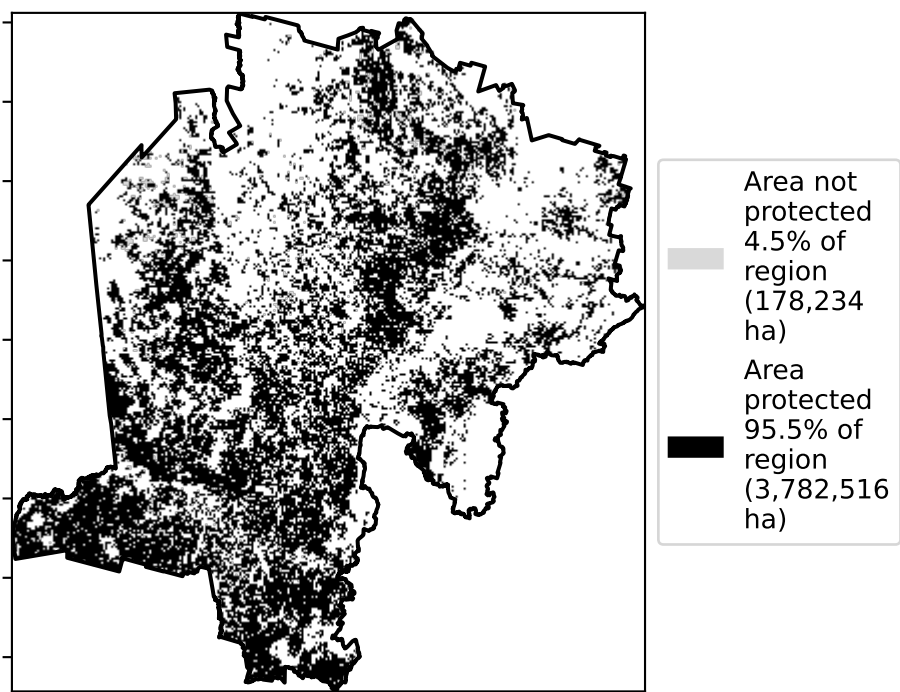 Area not
protected
4.5% of
region
(178,234
ha)
Area
protected
95.5% of
region
(3,782,516
ha)